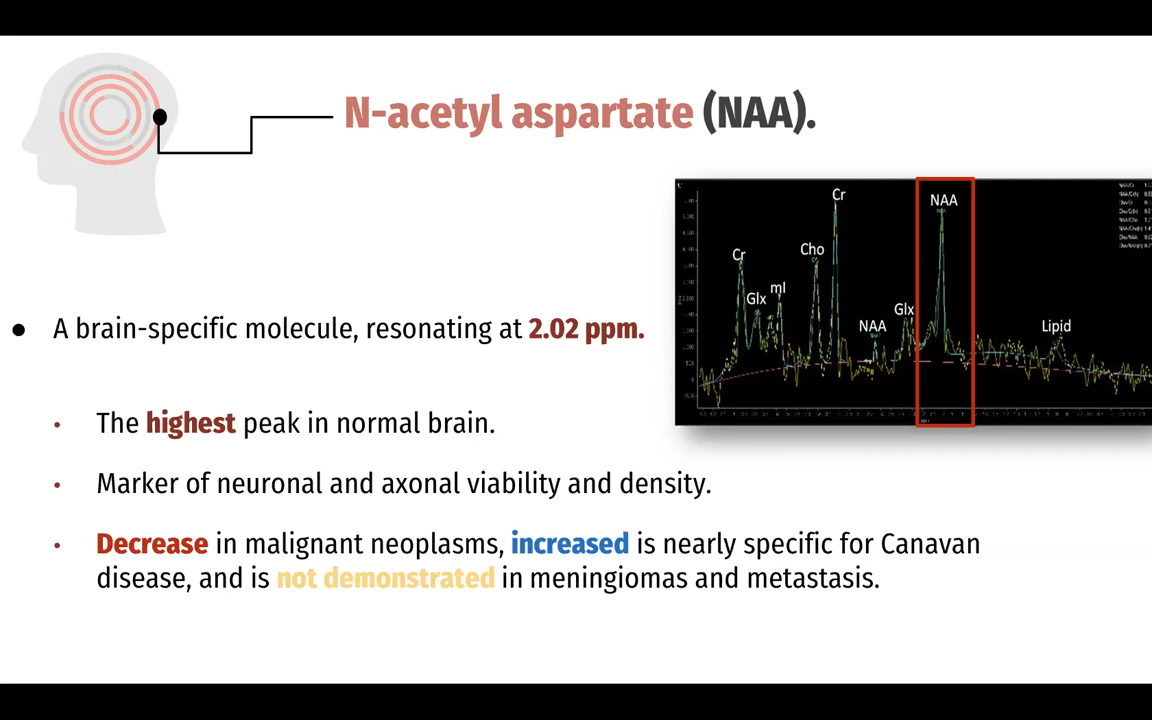 N-acetyl aspartate (NAA).
Cr
NAA
Cr
Cho
ml
Glx
Glx
NAA
Lipid
● A brain-specific molecule, resonating at 2.02 ppm.
• The highest peak in normal brain.
• Marker of neuronal and axonal viability and density.
• Decrease in malignant neoplasms, increased is nearly specific for Canavan
disease, and is not demonstrated in meningiomas and metastasis.